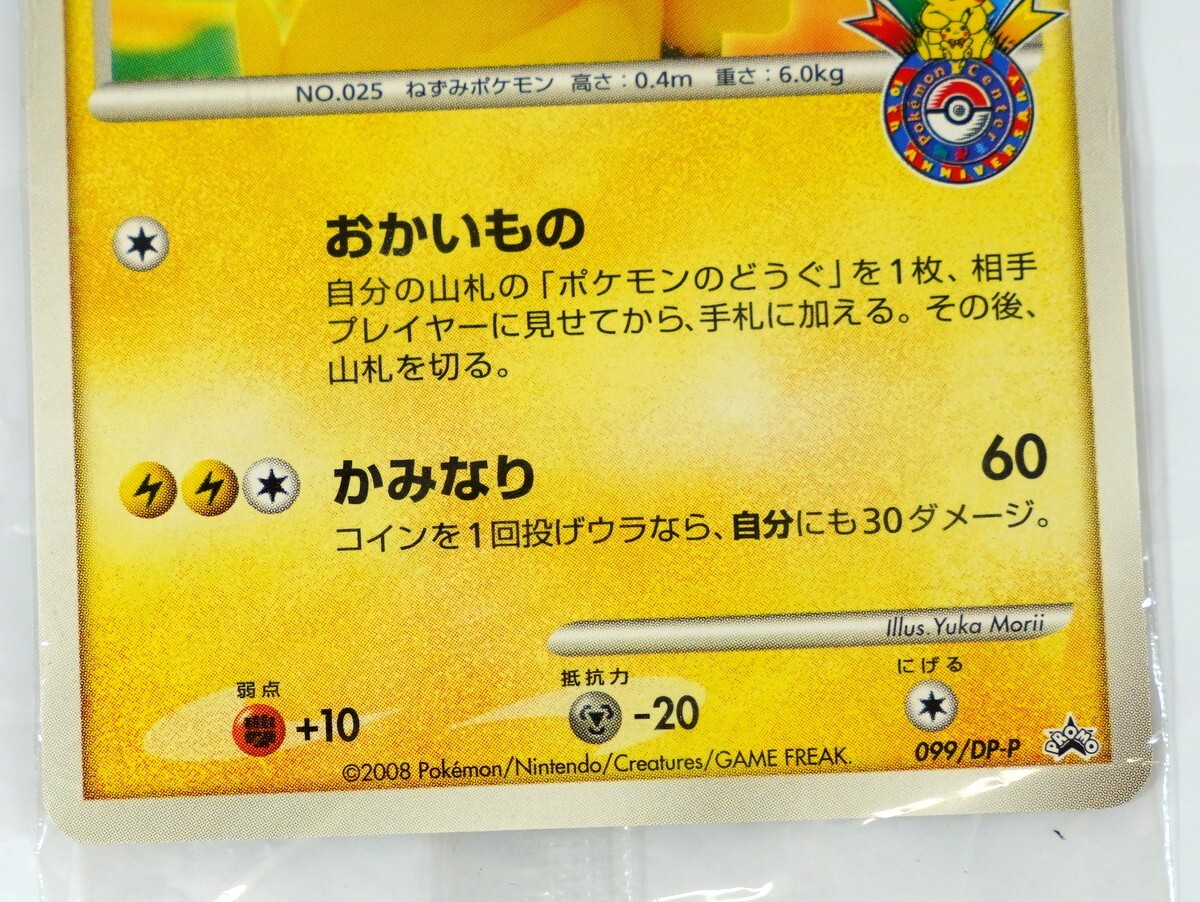 NO.025 ねずみポケモン 高さ：0.4m 重さ：6.0kg
Pokémon Center
10TH ANNIVERSARY
おかいもの
自分の山札の「ポケモンのどうぐ」を1枚、相手
プレイヤーに見せてから、手札に加える。その後、
山札を切る。
かみなり 60
コインを1回投げウラなら、自分にも30ダメージ。
Illus. Yuka Morii
弱点 抵抗力 にげる
+10 -20
©2008 Pokémon/Nintendo/Creatures/GAME FREAK.
099/DP-P PROMO